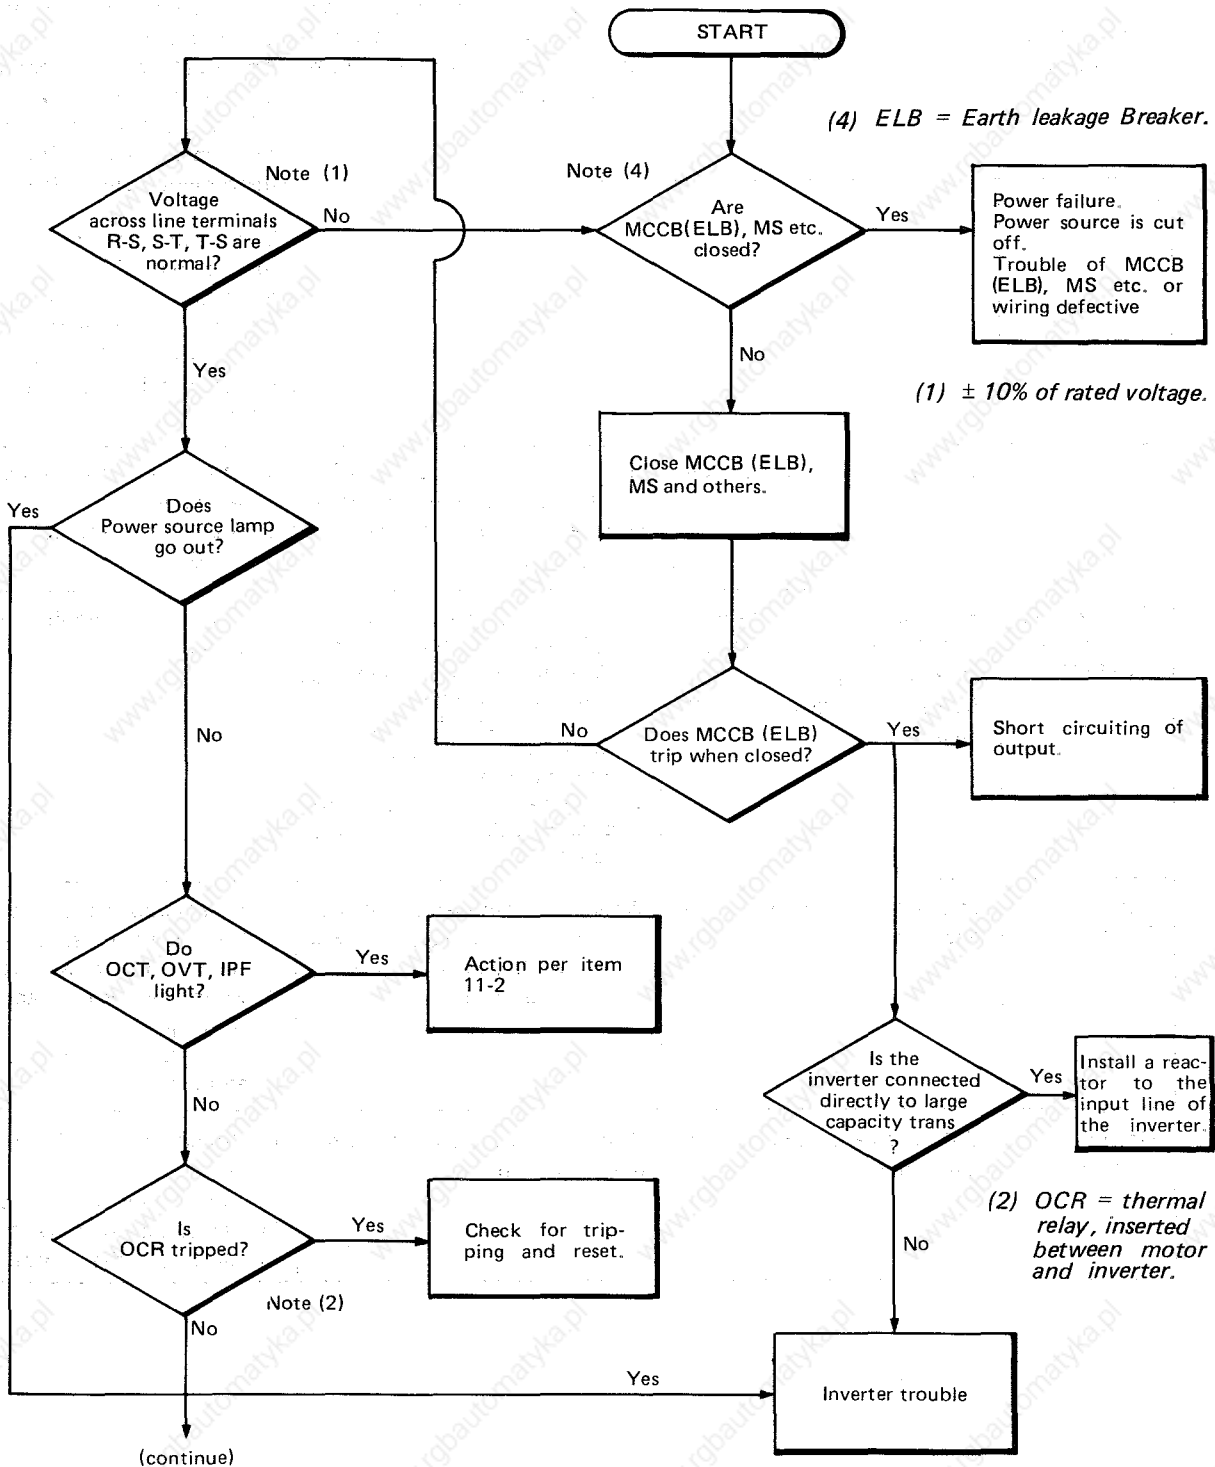 START
(4) ELB = Earth leakage Breaker.
Note (1)
Note (4)
Voltage
across line terminals
R-S, S-T, T-S are
normal?
No
Are
MCCB(ELB), MS etc.
closed?
Yes
Power failure.
Power source is cut
off.
Trouble of MCCB
(ELB), MS etc. or
wiring defective
Yes
No
(1) ± 10% of rated voltage.
Close MCCB (ELB),
MS and others.
Yes
Does
Power source lamp
go out?
No
No
Does MCCB (ELB)
trip when closed?
Yes
Short circuiting of
output.
Do
OCT, OVT, IPF
light?
Yes
Action per item
11-2
No
Is the
inverter connected
directly to large
capacity trans
?
Yes
Install a reac-
tor to the
input line of
the inverter.
(2) OCR = thermal
relay, inserted
between motor
and inverter.
Is
OCR tripped?
Yes
Check for trip-
ping and reset.
Note (2)
No
No
Yes
Inverter trouble
(continue)
www.rgbautomatyka.pl